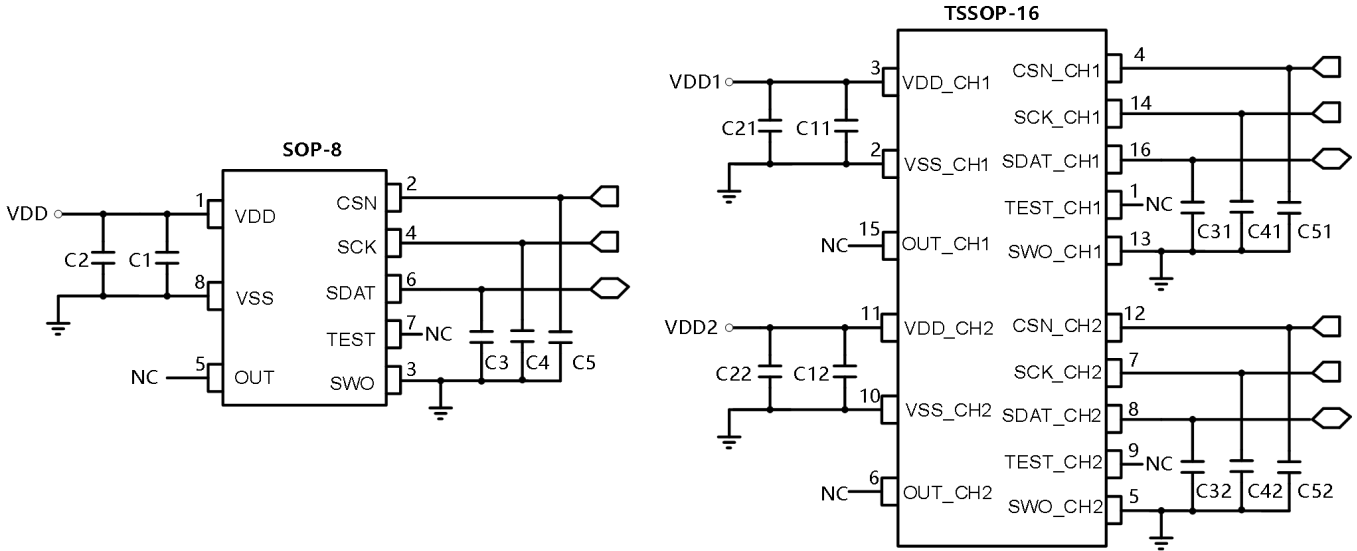 SOP-8
VDD
C2
C1
1
VDD
8
VSS
5
NC
OUT
2
CSN
4
SCK
6
SDAT
7
TEST
NC
3
SWO
C3
C4
C5
TSSOP-16
VDD1
C21
C11
3
VDD_CH1
2
VSS_CH1
15
NC
OUT_CH1
4
CSN_CH1
14
SCK_CH1
16
SDAT_CH1
1
TEST_CH1
NC
13
SWO_CH1
C31
C41
C51
VDD2
C22
C12
11
VDD_CH2
10
VSS_CH2
6
NC
OUT_CH2
12
CSN_CH2
7
SCK_CH2
8
SDAT_CH2
9
TEST_CH2
NC
5
SWO_CH2
C32
C42
C52